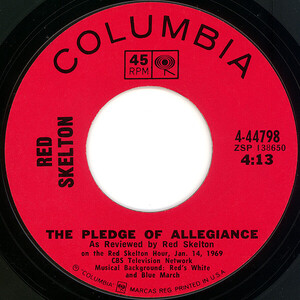 COLUMBIA
45
RPM
RED
SKELTON
4-44798
ZSP 138650
4:13
THE PLEDGE OF ALLEGIANCE
As Reviewed by Red Skelton
on the Red Skelton Hour, Jan. 14, 1969
CBS Television Network
Musical Background: Red's White
and Blue March
"COLUMBIA" MARCAS REG. PRINTED IN U.S.A.